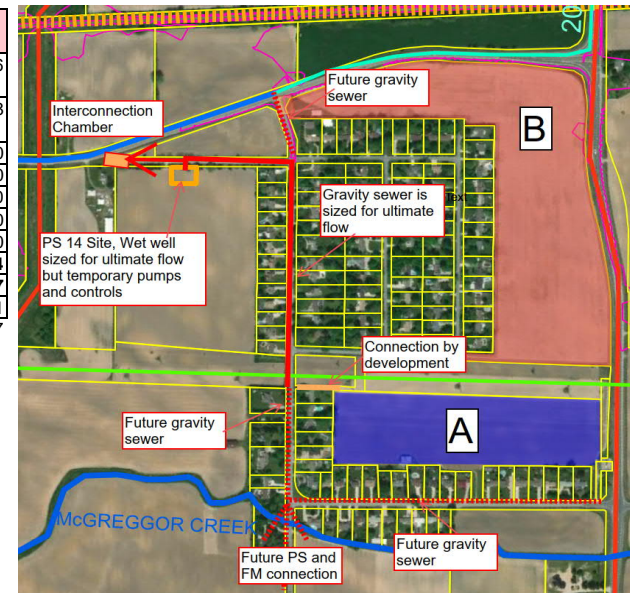 20
Future gravity
sewer
Interconnection
Chamber
B
Text
Gravity sewer is
sized for ultimate
flow
PS 14 Site, Wet well
sized for ultimate flow
but temporary pumps
and controls
Connection by
development
Future gravity
sewer
A
McGREGGOR CREEK
Future PS and
FM connection
Future gravity
sewer